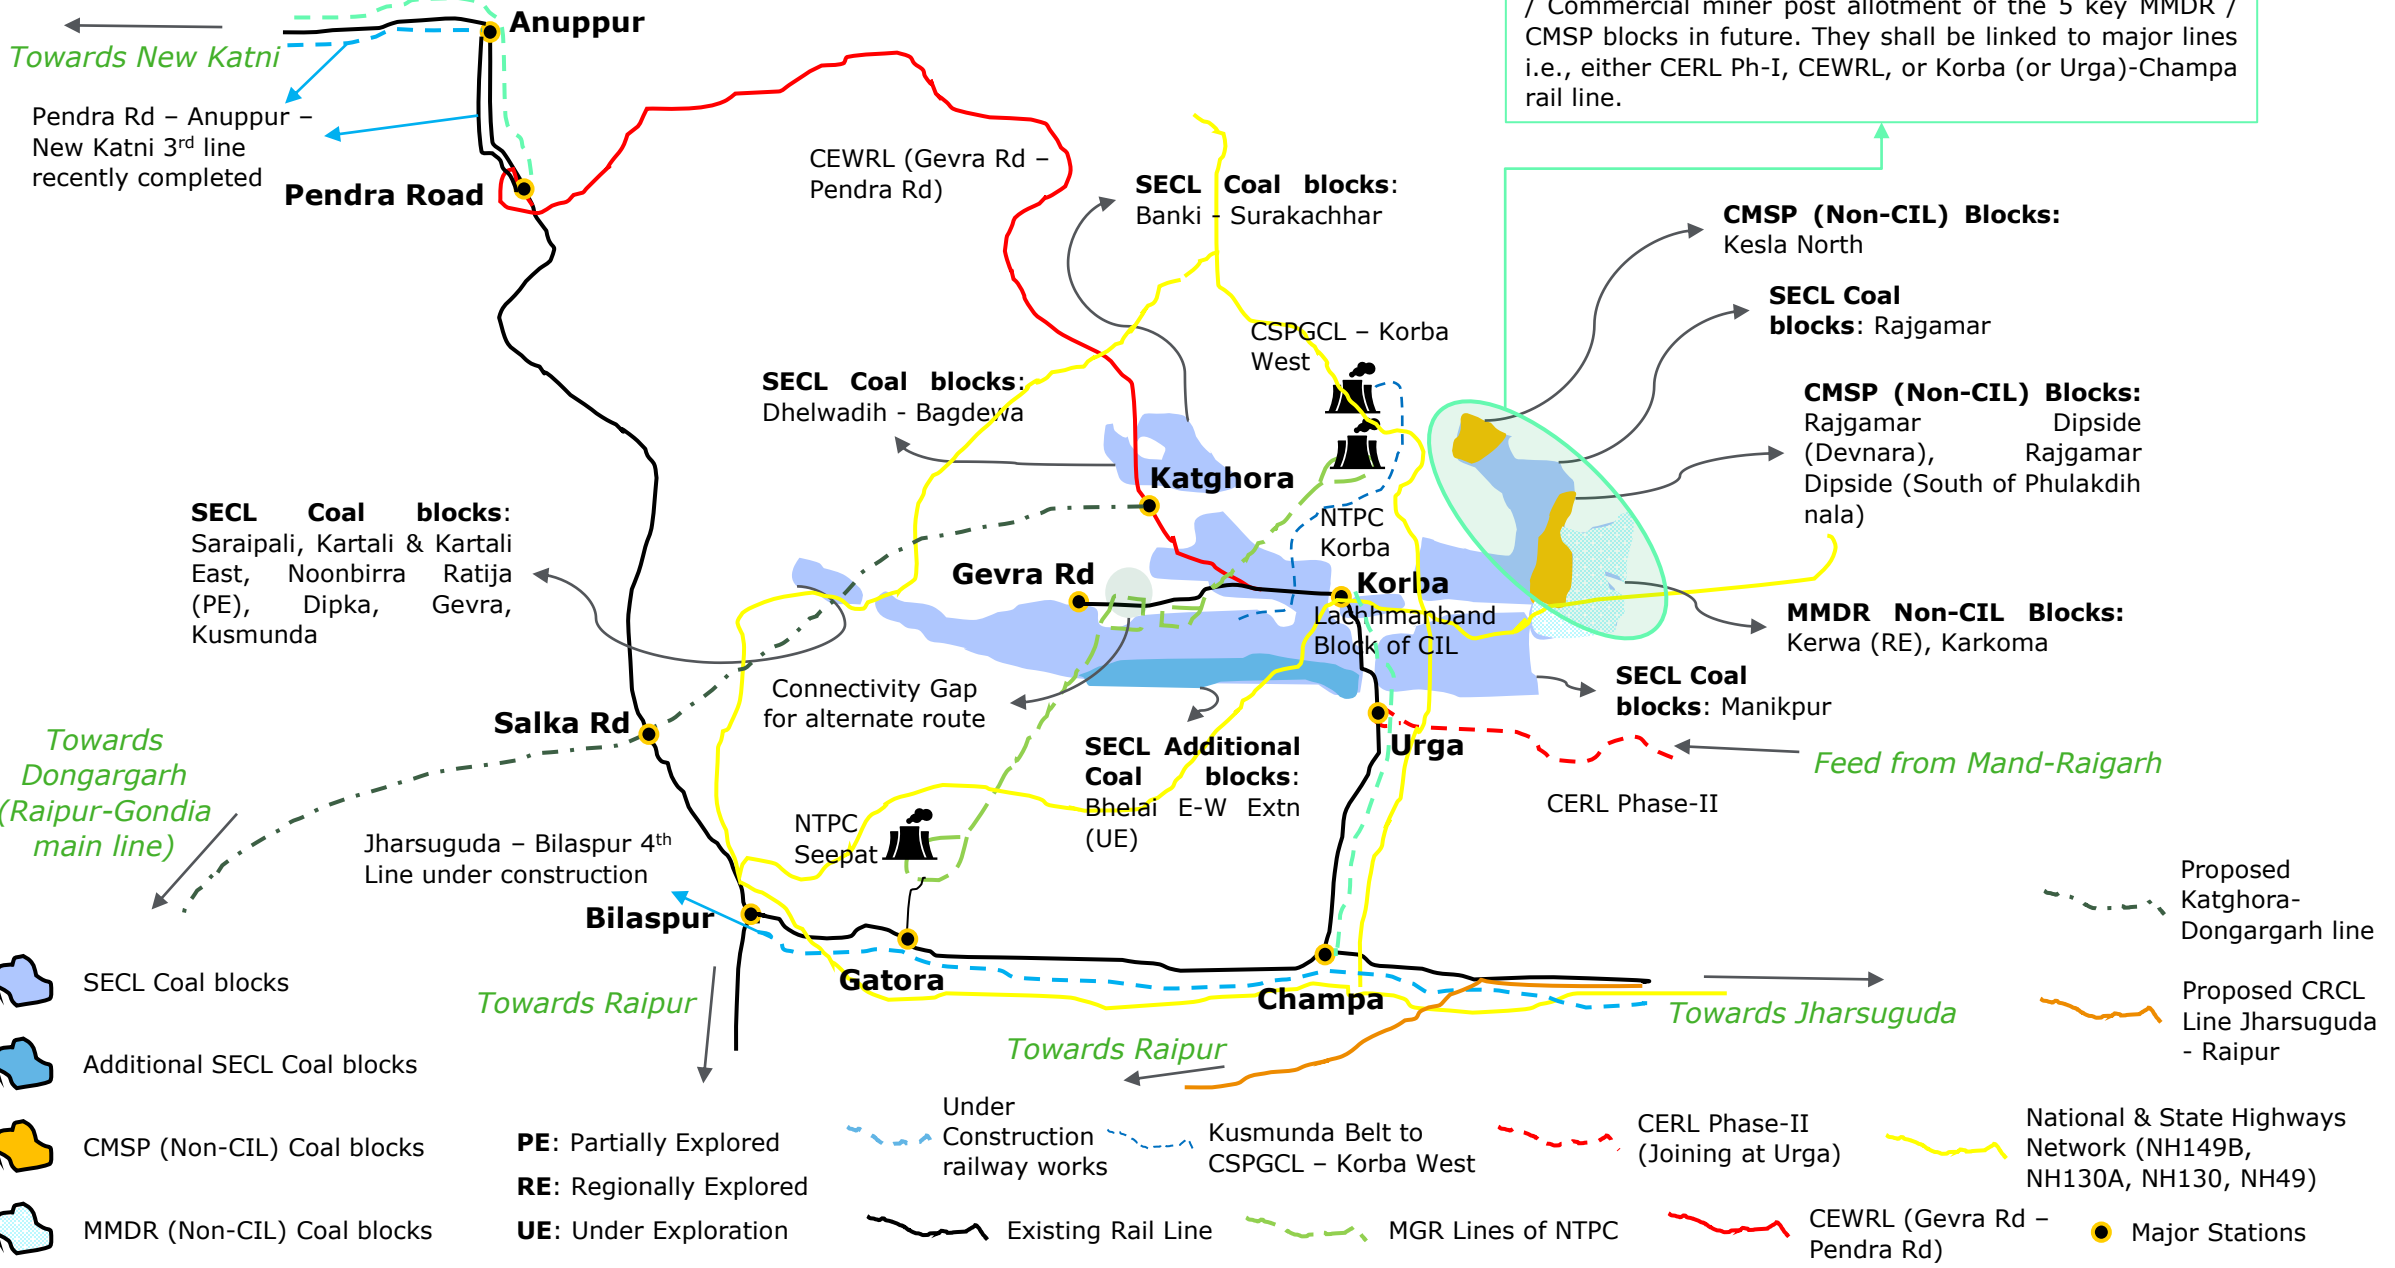 / Commercial miner post allotment of the 5 key MMDR /
CMSP blocks in future. They shall be linked to major lines
i.e., either CERL Ph-I, CEWRL, or Korba (or Urga)-Champa
rail line.
Anuppur
Towards New Katni
Pendra Rd – Anuppur –
New Katni 3rd line
recently completed
Pendra Road
CEWRL (Gevra Rd –
Pendra Rd)
SECL Coal blocks:
Banki - Surakachhar
CMSP (Non-CIL) Blocks:
Kesla North
SECL Coal
blocks: Rajgamar
CSPGCL – Korba
West
SECL Coal blocks:
Dhelwadih - Bagdewa
CMSP (Non-CIL) Blocks:
Rajgamar Dipside
(Devnara), Rajgamar
Dipside (South of Phulakdih
nala)
Katghora
SECL Coal blocks:
Saraipali, Kartali & Kartali
East, Noonbirra Ratija
(PE), Dipka, Gevra,
Kusmunda
NTPC
Korba
Gevra Rd
Korba
Lachhmanband
Block of CIL
MMDR Non-CIL Blocks:
Kerwa (RE), Karkoma
SECL Coal
blocks: Manikpur
Connectivity Gap
for alternate route
Salka Rd
Towards
Dongargarh
(Raipur-Gondia
main line)
SECL Additional
Coal blocks:
Bhelai E-W Extn
(UE)
Urga
Feed from Mand-Raigarh
CERL Phase-II
NTPC
Seepat
Jharsuguda – Bilaspur 4th
Line under construction
Bilaspur
Gatora
Champa
Towards Raipur
Towards Raipur
Towards Jharsuguda
Proposed
Katghora-
Dongargarh line
Proposed CRCL
Line Jharsuguda
- Raipur
SECL Coal blocks
Additional SECL Coal blocks
CMSP (Non-CIL) Coal blocks
MMDR (Non-CIL) Coal blocks
PE: Partially Explored
RE: Regionally Explored
UE: Under Exploration
Under
Construction
railway works
Kusmunda Belt to
CSPGCL – Korba West
CERL Phase-II
(Joining at Urga)
National & State Highways
Network (NH149B,
NH130A, NH130, NH49)
Existing Rail Line
MGR Lines of NTPC
CEWRL (Gevra Rd –
Pendra Rd)
Major Stations